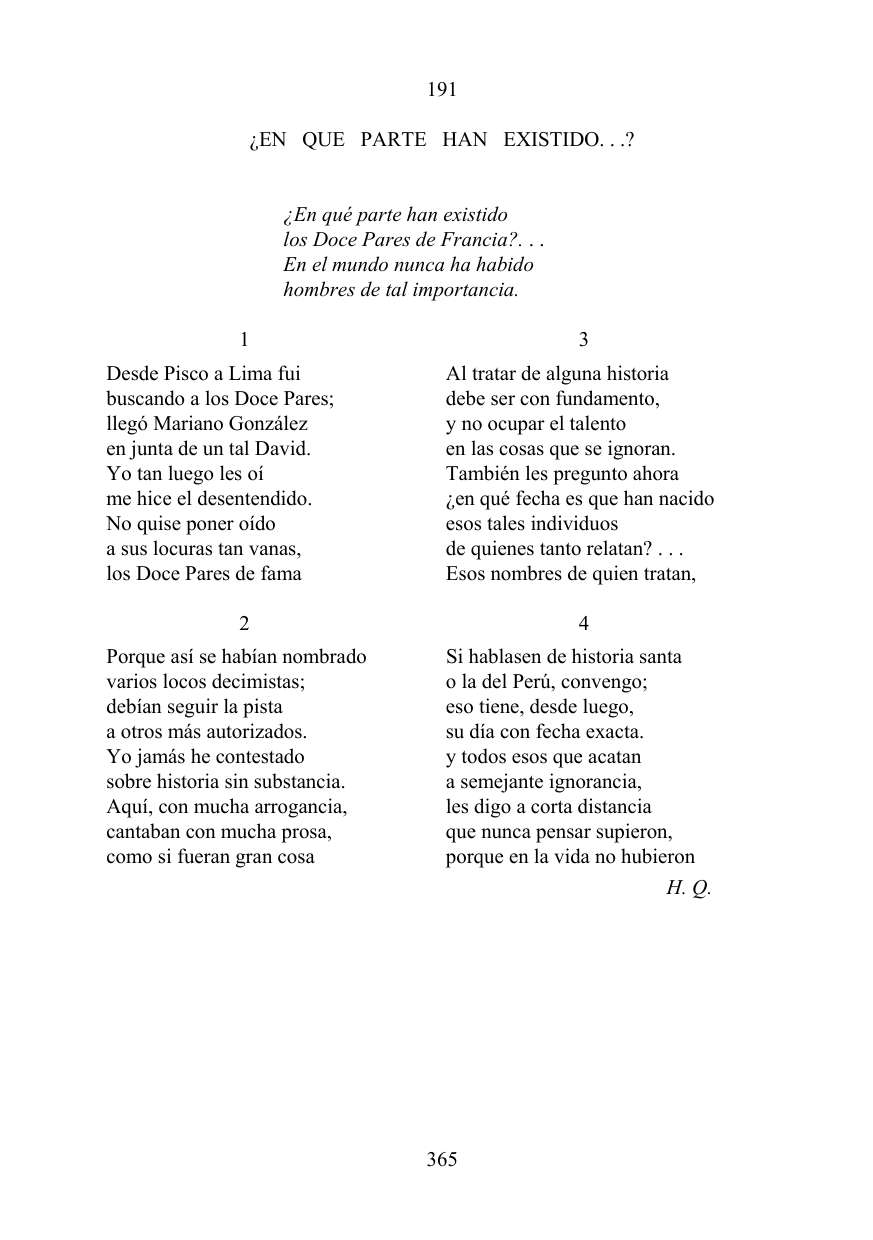 191
¿EN QUE PARTE HAN EXISTIDO. . .?
¿En qué parte han existido
los Doce Pares de Francia?. . .
En el mundo nunca ha habido
hombres de tal importancia.
1
Desde Pisco a Lima fui
buscando a los Doce Pares;
llegó Mariano González
en junta de un tal David.
Yo tan luego les oí
me hice el desentendido.
No quise poner oído
a sus locuras tan vanas,
los Doce Pares de fama
2
Porque así se habían nombrado
varios locos decimistas;
debían seguir la pista
a otros más autorizados.
Yo jamás he contestado
sobre historia sin substancia.
Aquí, con mucha arrogancia,
cantaban con mucha prosa,
como si fueran gran cosa
3
Al tratar de alguna historia
debe ser con fundamento,
y no ocupar el talento
en las cosas que se ignoran.
También les pregunto ahora
¿en qué fecha es que han nacido
esos tales individuos
de quienes tanto relatan? . . .
Esos nombres de quien tratan,
4
Si hablasen de historia santa
o la del Perú, convengo;
eso tiene, desde luego,
su día con fecha exacta.
y todos esos que acatan
a semejante ignorancia,
les digo a corta distancia
que nunca pensar supieron,
porque en la vida no hubieron
H. Q.
365